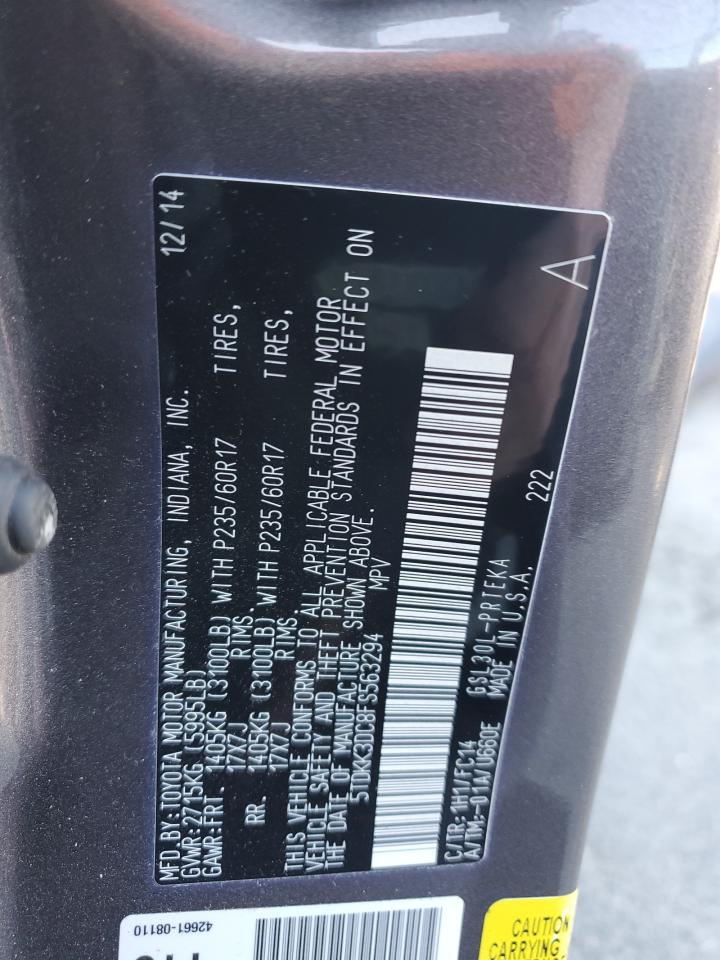 MFD.BY:TOYOTA MOTOR MANUFACTURING, INDIANA, INC. 12/14
GVWR:2715KG (5995LB)
GAWR:FRT. 1405KG (3100LB) WITH P235/60R17 TIRES,
17X7J RIMS.
RR. 1405KG (3100LB) WITH P235/60R17 TIRES,
17X7J RIMS.
THIS VEHICLE CONFORMS TO ALL APPLICABLE FEDERAL MOTOR
VEHICLE SAFETY AND THEFT PREVENTION STANDARDS IN EFFECT ON
THE DATE OF MANUFACTURE SHOWN ABOVE.
5TDKK3DC8FS563294 MPV
A
C/TR:1H1/FC14 GSL30L-PRTEKA 222
A/TM:-01A/U660E MADE IN U.S.A.
42661-08110
CAUTION
CARRYING